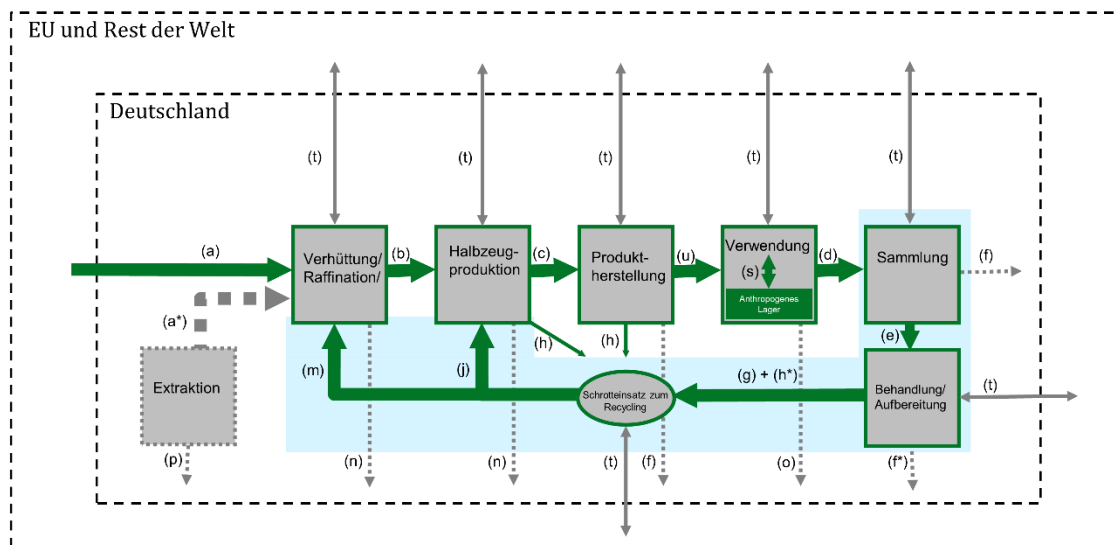 EU und Rest der Welt
Deutschland
(t)
(t)
(t)
(t)
(t)
(a)
Verhüttung/
Raffination/
(b)
Halbzeug-
produktion
(c)
Produkt-
herstellung
(u)
Verwendung
(s)
Anthropogenes
Lager
(d)
Sammlung
(f)
(a*)
(e)
(h)
(h)
Extraktion
(m)
(j)
Schrotteinsatz zum
Recycling
(g) + (h*)
Behandlung/
Aufbereitung
(t)
(p)
(n)
(n)
(t)
(f)
(o)
(f*)